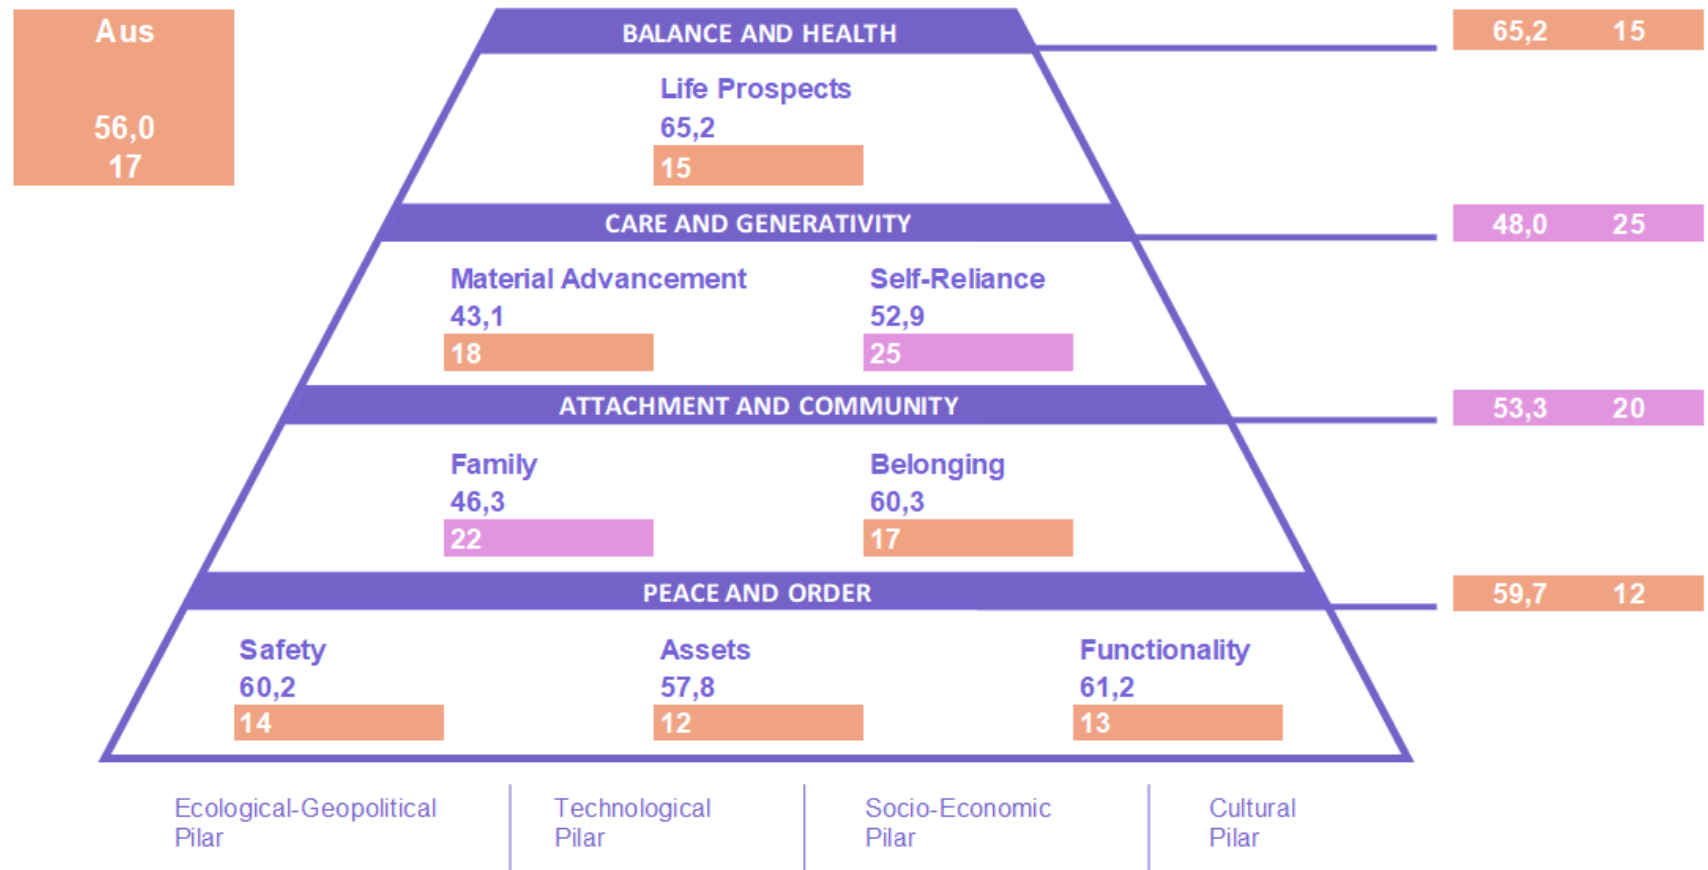 Aus
56,0
17
BALANCE AND HEALTH
65,2 15
Life Prospects
65,2
15
CARE AND GENERATIVITY
48,0 25
Material Advancement
43,1
18
Self-Reliance
52,9
25
ATTACHMENT AND COMMUNITY
53,3 20
Family
46,3
22
Belonging
60,3
17
PEACE AND ORDER
59,7 12
Safety
60,2
14
Assets
57,8
12
Functionality
61,2
13
Ecological-Geopolitical
Pilar
Technological
Pilar
Socio-Economic
Pilar
Cultural
Pilar